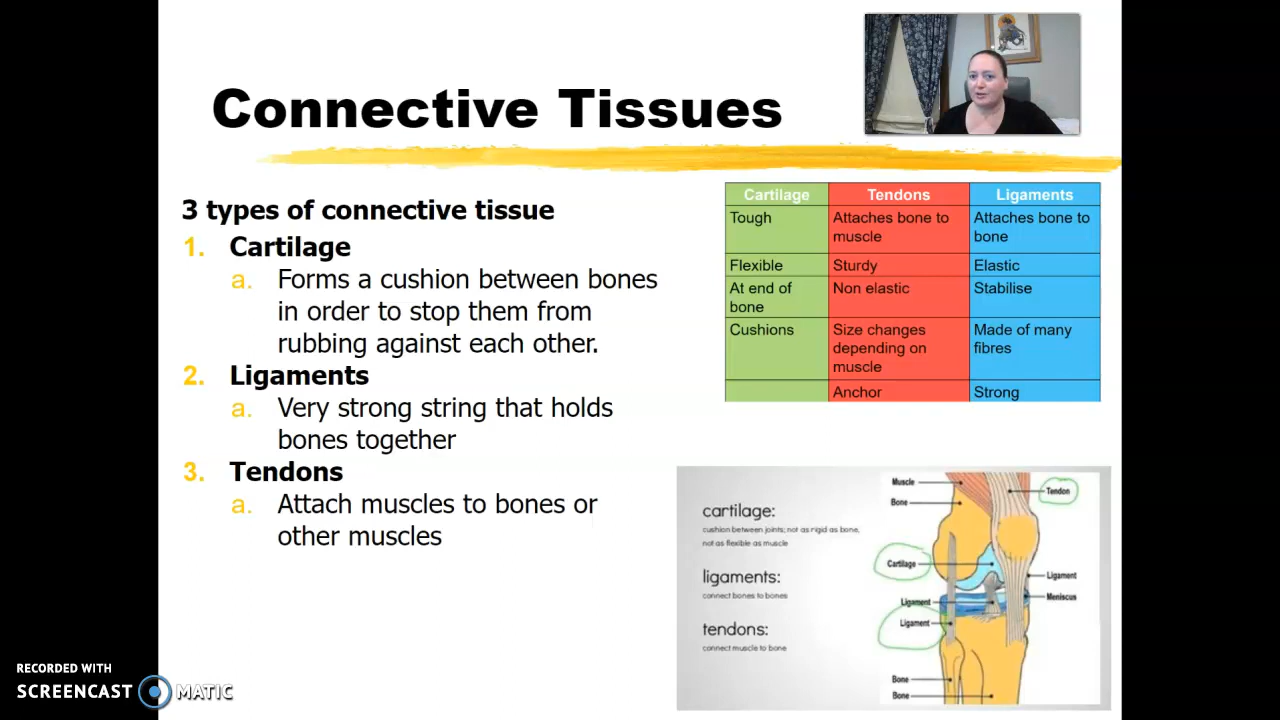 Connective Tissues
3 types of connective tissue
1. Cartilage
a. Forms a cushion between bones
in order to stop them from
rubbing against each other.
2. Ligaments
a. Very strong string that holds
bones together
3. Tendons
a. Attach muscles to bones or
other muscles
Cartilage Tendons Ligaments
Tough Attaches bone to muscle Attaches bone to bone
Flexible Sturdy Elastic
At end of bone Non elastic Stabilise
Cushions Size changes depending on muscle Made of many fibres
Anchor Strong
cartilage:
cushion between joints; not as rigid as bone,
not as flexible as muscle
ligaments:
connect bones to bones
tendons:
connect muscle to bone
Muscle
Tendon
Bone
Cartilage
Ligament
Meniscus
Ligament
Ligament
Bone
Bone
RECORDED WITH
SCREENCAST MATIC